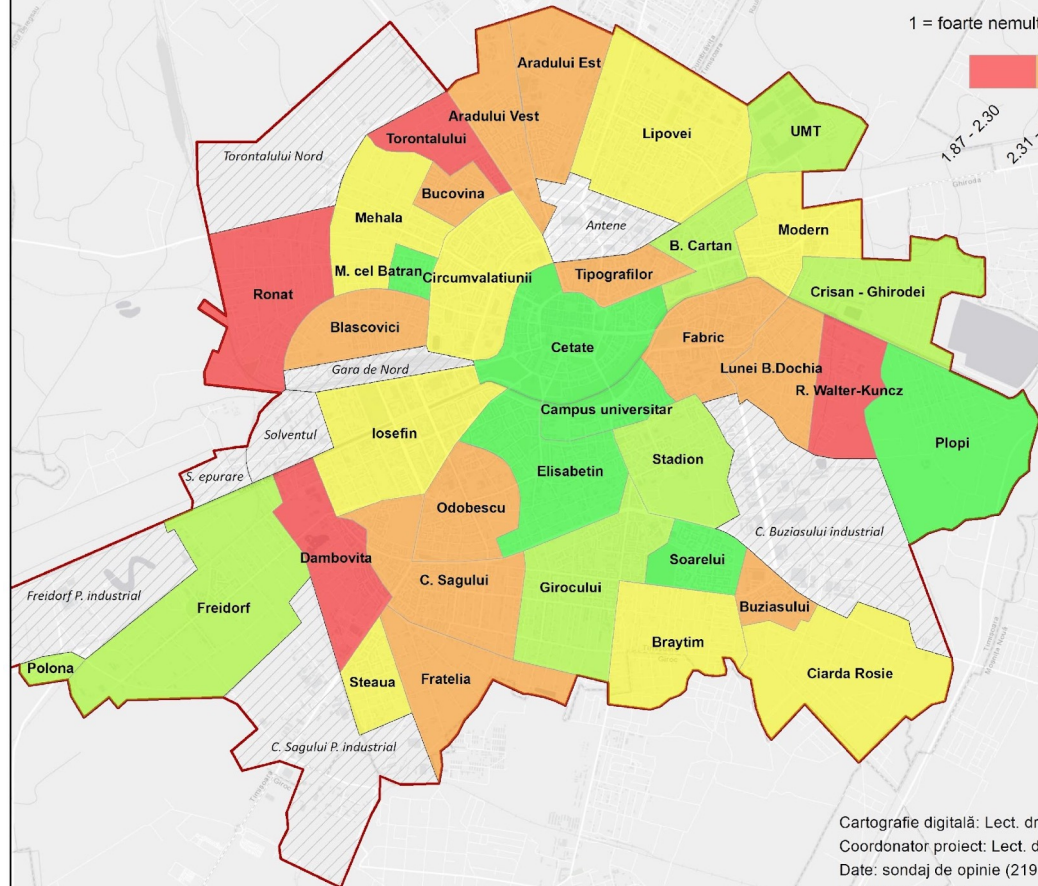 1 = foarte nemult
1.87 - 2.30
2.31 -
Aradului Est
Aradului Vest
Torontalului
Lipovei
UMT
Torontalului Nord
Bucovina
Mehala
Antene
B. Cartan
Modern
M. cel Batran
Circumvalatiunii
Tipografilor
Ronat
Crisan - Ghirodei
Blascovici
Cetate
Fabric
Gara de Nord
Lunei B.Dochia
R. Walter-Kuncz
Campus universitar
Iosefin
Solventul
Stadion
Plopi
Elisabetin
S. epurare
Odobescu
C. Buziasului industrial
Dambovita
Soarelui
C. Sagului
Girocului
Freidorf P. industrial
Freidorf
Buziasului
Braytim
Polona
Steaua
Fratelia
Ciarda Rosie
C. Sagului P. industrial
Ghiroda
Timișoara
Moșnița Nouă
Cartografie digitală: Lect. dr
Coordonator proiect: Lect. d
Date: sondaj de opinie (219